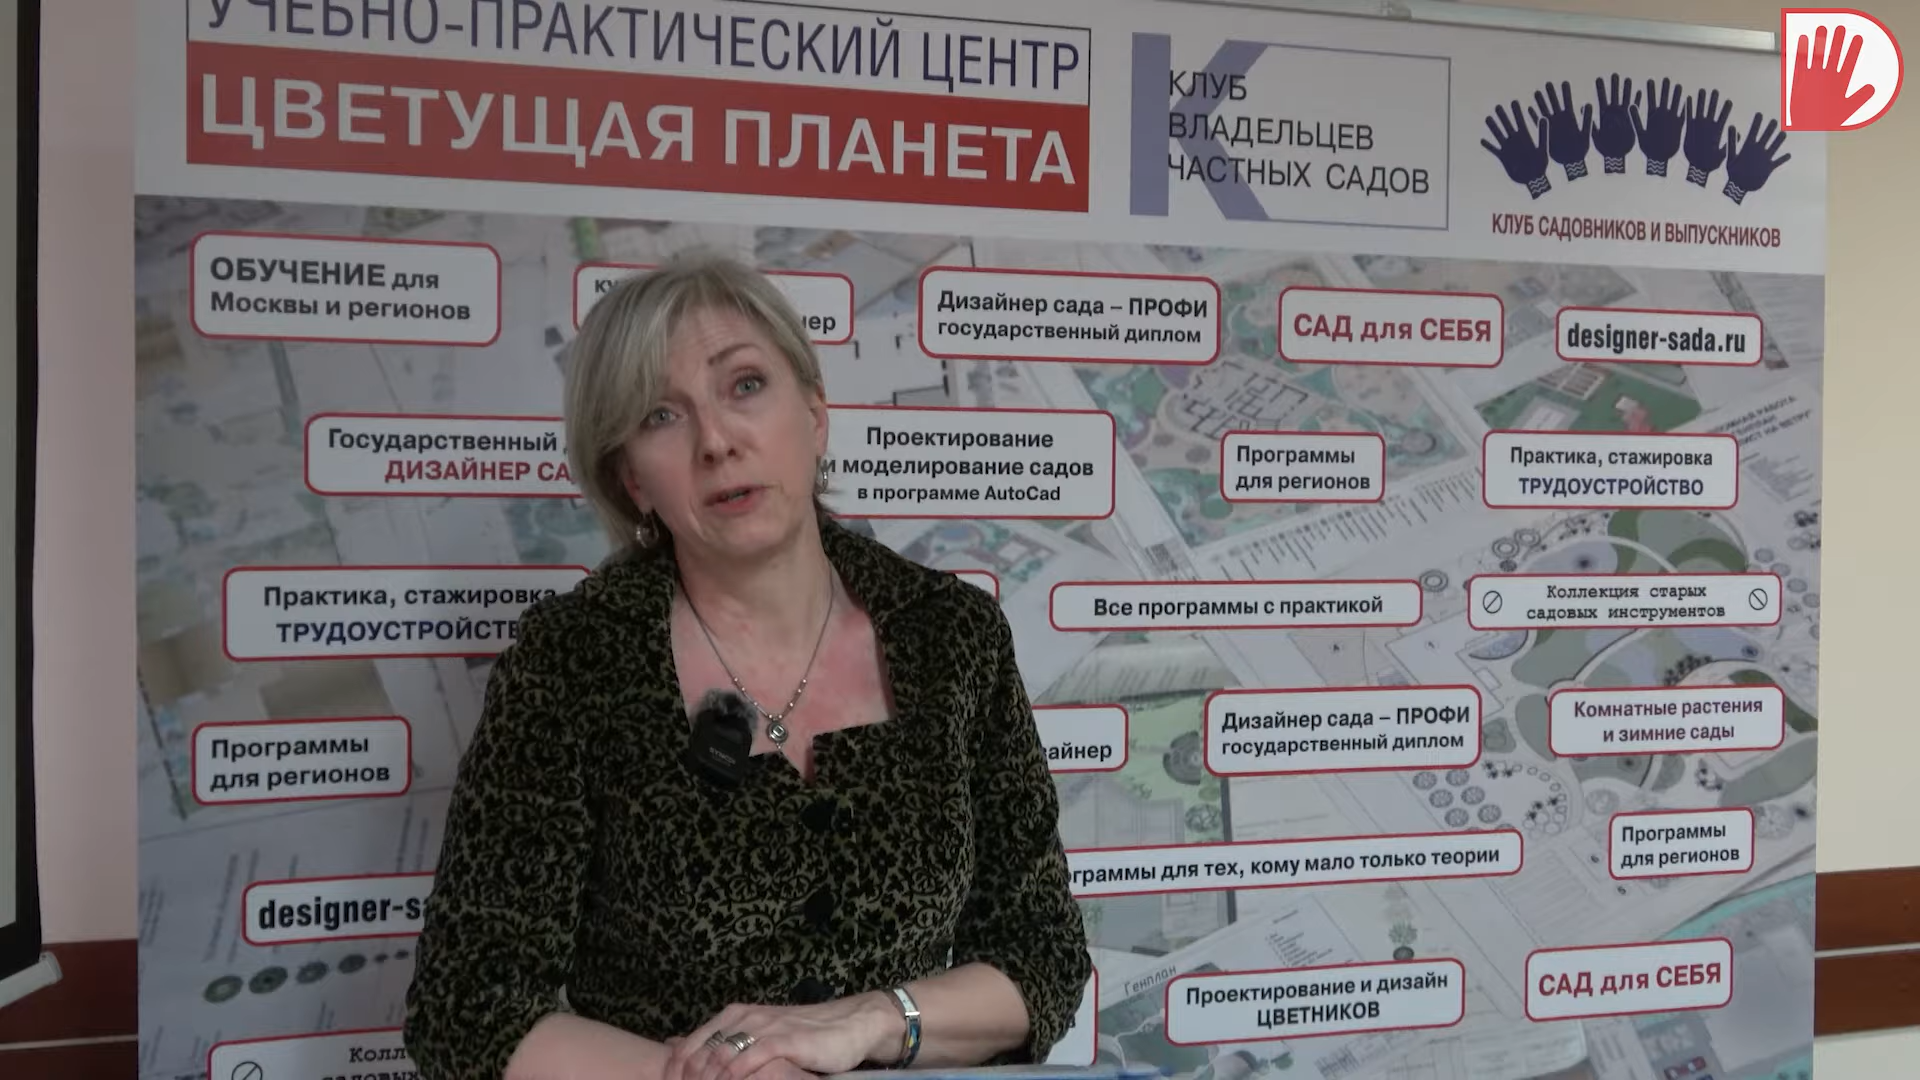 УЧЕБНО-ПРАКТИЧЕСКИЙ ЦЕНТР
ЦВЕТУЩАЯ ПЛАНЕТА
КЛУБ
ВЛАДЕЛЬЦЕВ
ЧАСТНЫХ САДОВ
КЛУБ САДОВНИКОВ И ВЫПУСКНИКОВ
ОБУЧЕНИЕ для
Москвы и регионов
Дизайнер сада – ПРОФИ
государственный диплом
САД для СЕБЯ
designer-sada.ru
Государственный
ДИЗАЙНЕР СА
Проектирование
и моделирование садов
в программе AutoCad
Программы
для регионов
Практика, стажировка
ТРУДОУСТРОЙСТВО
Практика, стажировка
ТРУДОУСТРОЙСТВ
Все программы с практикой
Коллекция старых
садовых инструментов
Программы
для регионов
зайнер
Дизайнер сада – ПРОФИ
государственный диплом
Комнатные растения
и зимние сады
designer-s
ограммы для тех, кому мало только теории
Программы
для регионов
Генплан
Проектирование и дизайн
ЦВЕТНИКОВ
САД для СЕБЯ
Колл
садовых